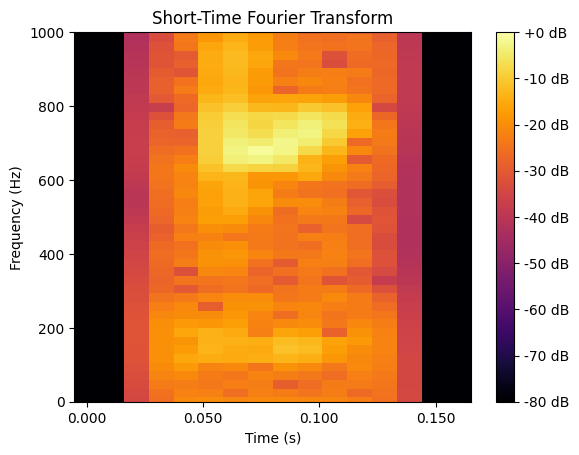 Short-Time Fourier Transform
1000
800
600
400
200
0
Frequency (Hz)
0.000
0.050
0.100
0.150
Time (s)
+0 dB
-10 dB
-20 dB
-30 dB
-40 dB
-50 dB
-60 dB
-70 dB
-80 dB